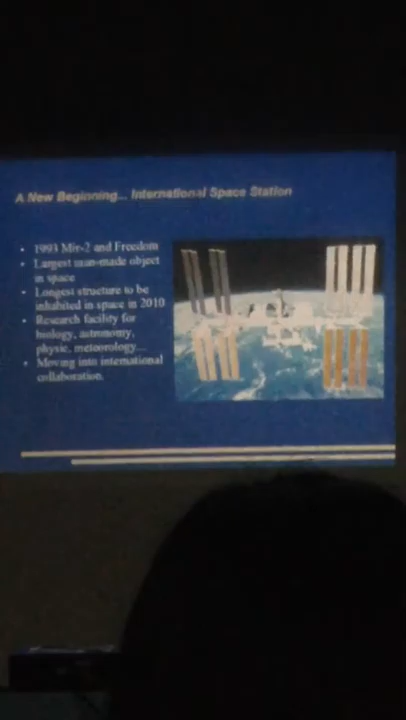 A New Beginning... International Space Station
• 1993 Mir-2 and Freedom
• Largest man-made object
in space
• Longest structure to be
inhabited in space in 2010
• Research facility for
biology, astronomy,
physic, meteorology...
• Moving into international
collaboration.